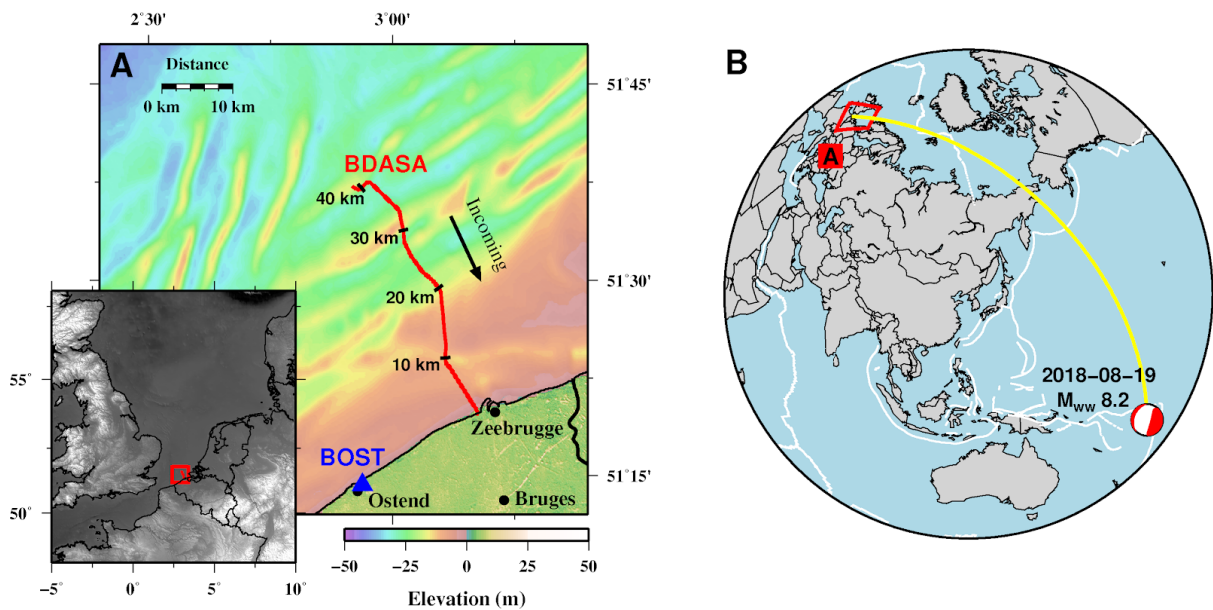 2°30'
3°00'
A
Distance
0 km
10 km
51°45'
BDASA
40 km
Incoming
30 km
51°30'
20 km
10 km
Zeebrugge
BOST
51°15'
Ostend
Bruges
55°
50°
0°
5°
10°
−50
−25
0
25
50
Elevation (m)
B
A
2018−08−19
Mww 8.2